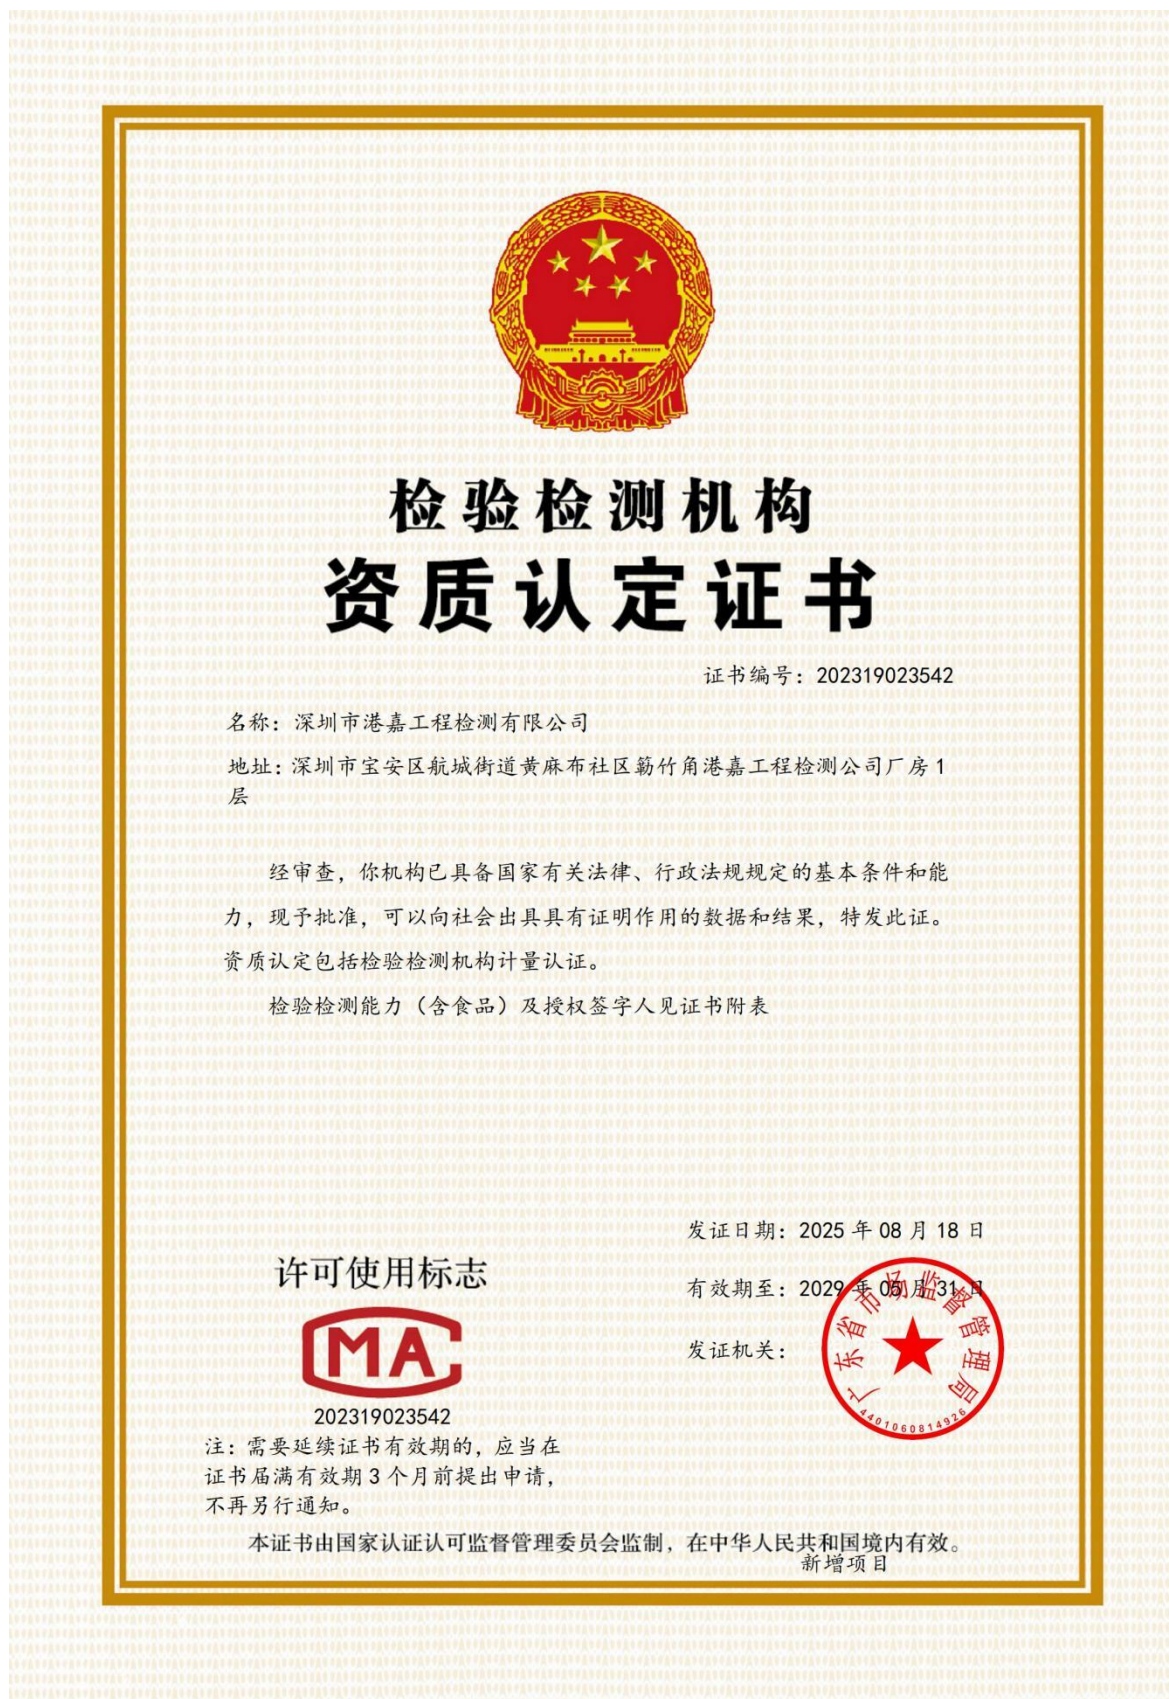 检验检测机构
资质认定证书
证书编号：202319023542
名称：深圳市港嘉工程检测有限公司
地址：深圳市宝安区航城街道黄麻布社区簕竹角港嘉工程检测公司厂房1
层
经审查，你机构已具备国家有关法律、行政法规规定的基本条件和能
力，现予批准，可以向社会出具具有证明作用的数据和结果，特发此证。
资质认定包括检验检测机构计量认证。
检验检测能力（含食品）及授权签字人见证书附表
发证日期：2025年08月18日
许可使用标志
有效期至：2029年05月31日
发证机关：
广东省市场监督管理局
4401060814926
MA
202319023542
注：需要延续证书有效期的，应当在
证书届满有效期3个月前提出申请，
不再另行通知。
本证书由国家认证认可监督管理委员会监制，在中华人民共和国境内有效。
新增项目